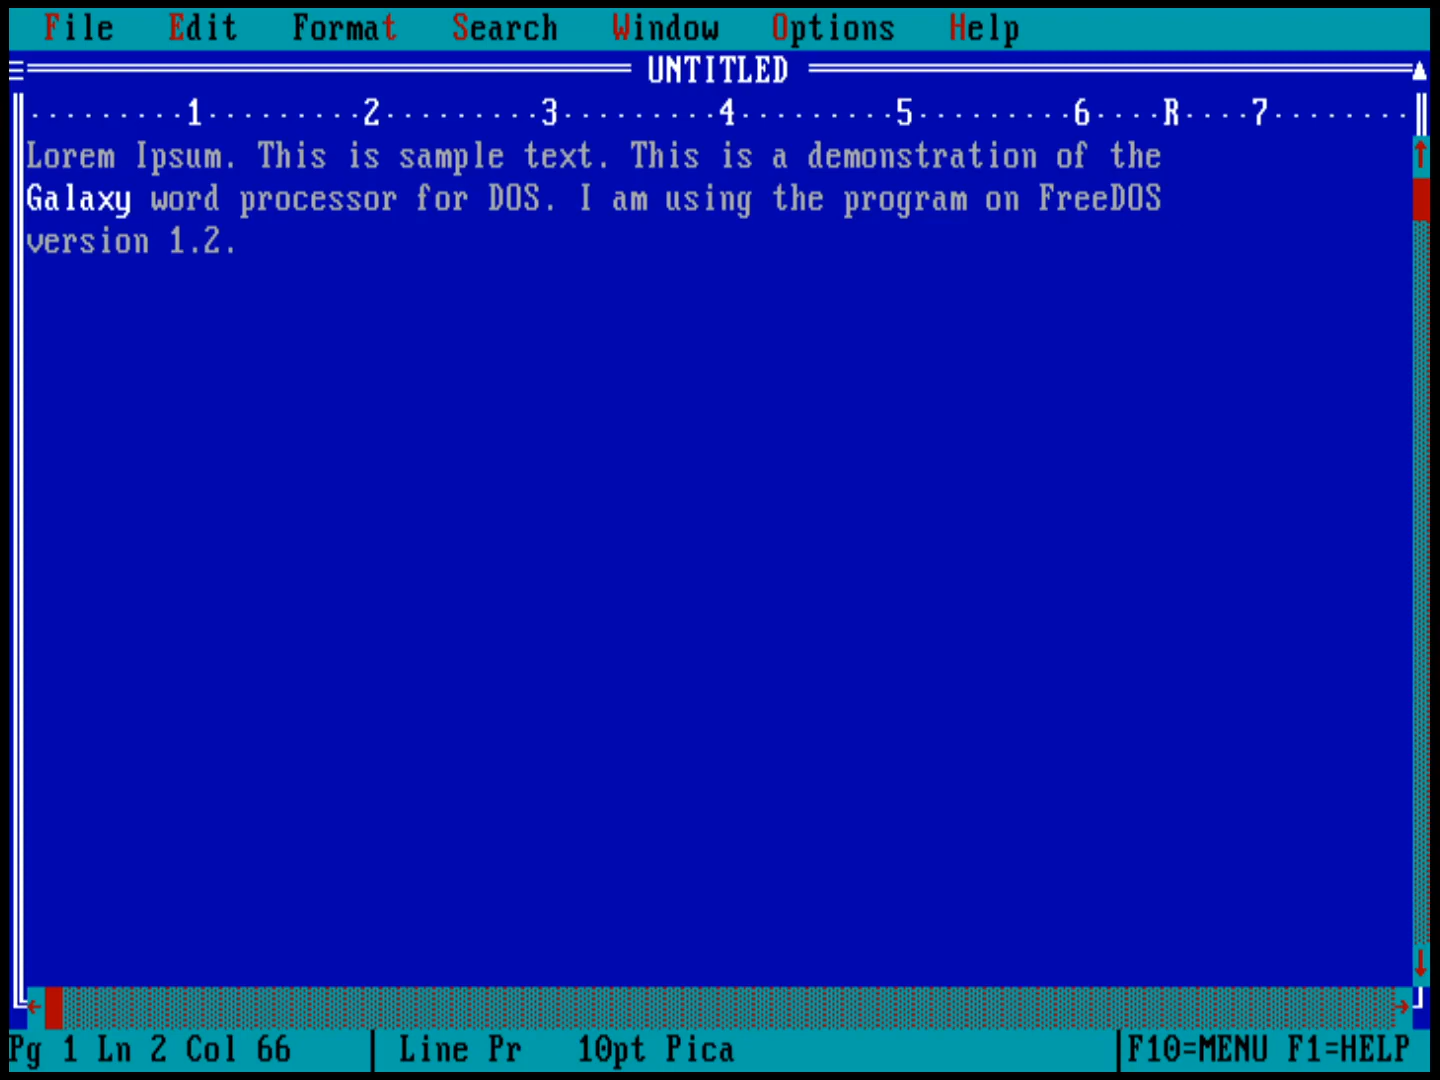 File Edit Format Search Window Options Help
UNTITLED
.........1.........2.........3.........4.........5.........6....R....7........
Lorem Ipsum. This is sample text. This is a demonstration of the
Galaxy word processor for DOS. I am using the program on FreeDOS
version 1.2.
Pg 1 Ln 2 Col 66 Line Pr 10pt Pica F10=MENU F1=HELP